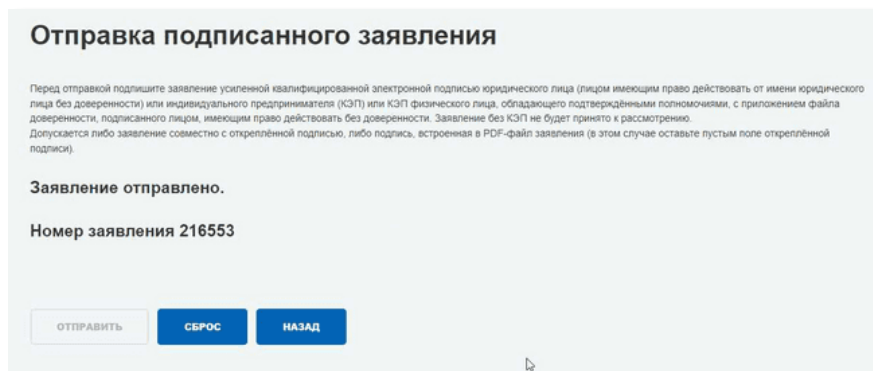 Отправка подписанного заявления
Перед отправкой подпишите заявление усиленной квалифицированной электронной подписью юридического лица (лицом имеющим право действовать от имени юридического
лица без доверенности) или индивидуального предпринимателя (КЭП) или КЭП физического лица, обладающего подтверждёнными полномочиями, с приложением файла
доверенности, подписанного лицом, имеющим право действовать без доверенности. Заявление без КЭП не будет принято к рассмотрению.
Допускается либо заявление совместно с откреплённой подписью, либо подпись, встроенная в PDF-файл заявления (в этом случае оставьте пустым поле откреплённой
подписи).
Заявление отправлено.
Номер заявления 216553
ОТПРАВИТЬ СБРОС НАЗАД